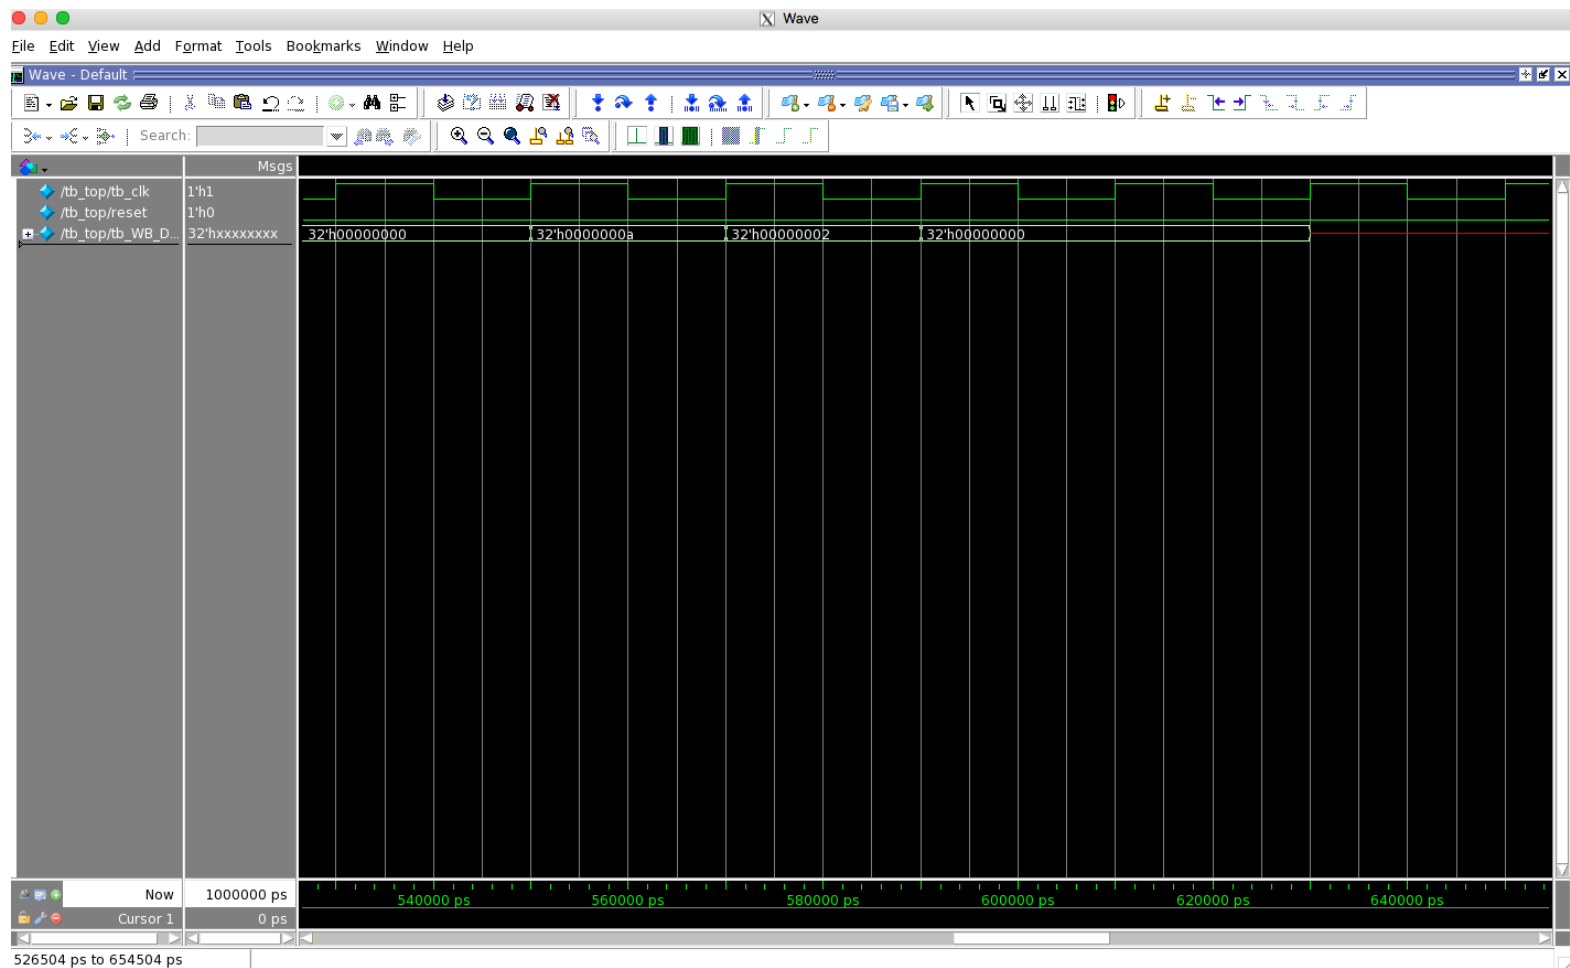 Wave
File Edit View Add Format Tools Bookmarks Window Help
Wave - Default
Search:
Msgs
/tb_top/tb_clk 1'h1
/tb_top/reset 1'h0
/tb_top/tb_WB_D... 32'hxxxxxxxx 32'h00000000 32'h0000000a 32'h00000002 32'h00000000
Now 1000000 ps
540000 ps 560000 ps 580000 ps 600000 ps 620000 ps 640000 ps
Cursor 1 0 ps
526504 ps to 654504 ps